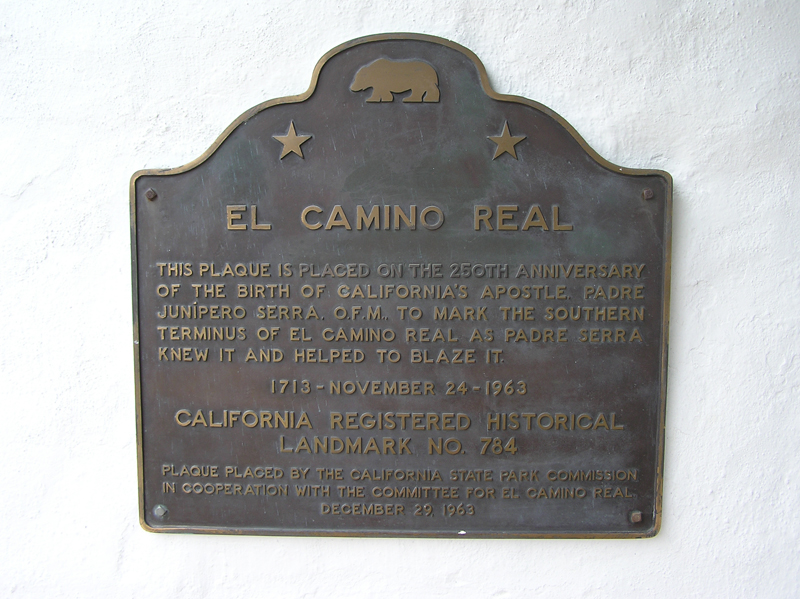 EL CAMINO REAL
THIS PLAQUE IS PLACED ON THE 250TH ANNIVERSARY
OF THE BIRTH OF CALIFORNIA'S APOSTLE, PADRE
JUNÍPERO SERRA, O.F.M., TO MARK THE SOUTHERN
TERMINUS OF EL CAMINO REAL AS PADRE SERRA
KNEW IT AND HELPED TO BLAZE IT.
1713-NOVEMBER 24-1963
CALIFORNIA REGISTERED HISTORICAL
LANDMARK NO. 784
PLAQUE PLACED BY THE CALIFORNIA STATE PARK COMMISSION
IN COOPERATION WITH THE COMMITTEE FOR EL CAMINO REAL.
DECEMBER 29, 1963